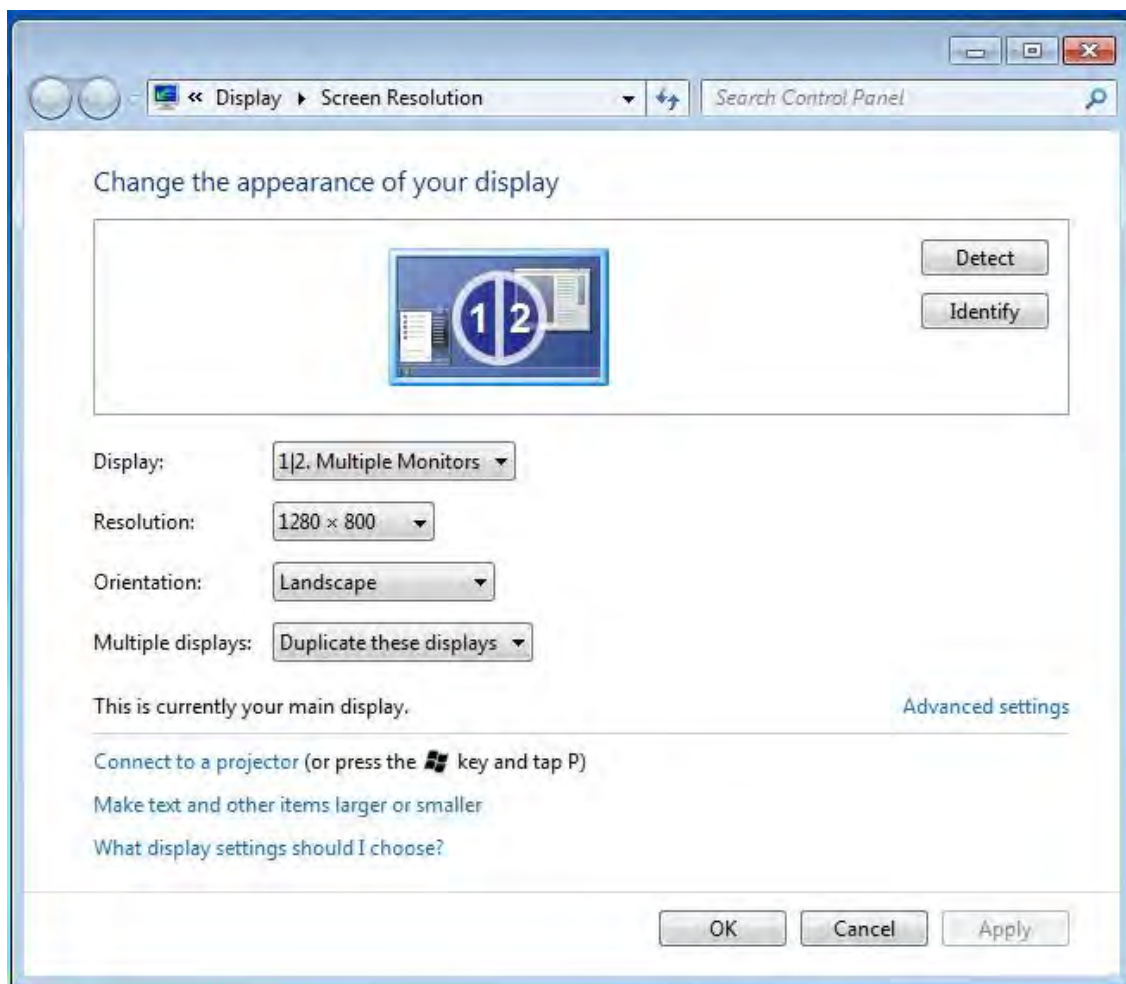 « Display ▸ Screen Resolution Search Control Panel
Change the appearance of your display
1 2
Detect
Identify
Display: 1|2. Multiple Monitors
Resolution: 1280 × 800
Orientation: Landscape
Multiple displays: Duplicate these displays
This is currently your main display. Advanced settings
Connect to a projector (or press the key and tap P)
Make text and other items larger or smaller
What display settings should I choose?
OK Cancel Apply